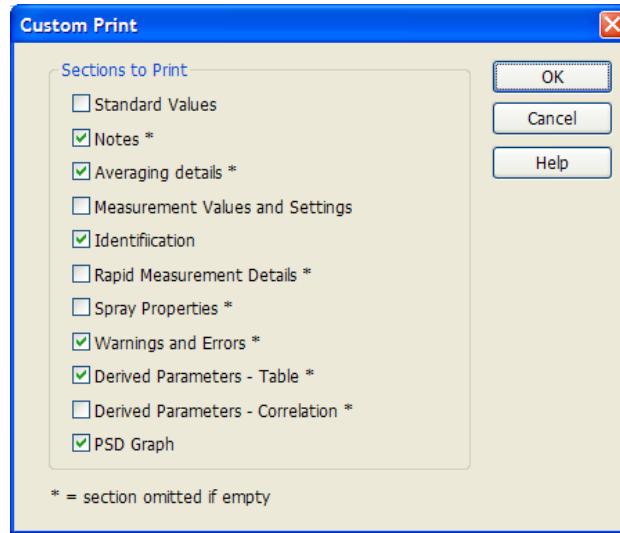 Custom Print
Sections to Print
Standard Values
Notes *
Averaging details *
Measurement Values and Settings
Identifiication
Rapid Measurement Details *
Spray Properties *
Warnings and Errors *
Derived Parameters - Table *
Derived Parameters - Correlation *
PSD Graph
* = section omitted if empty
OK
Cancel
Help